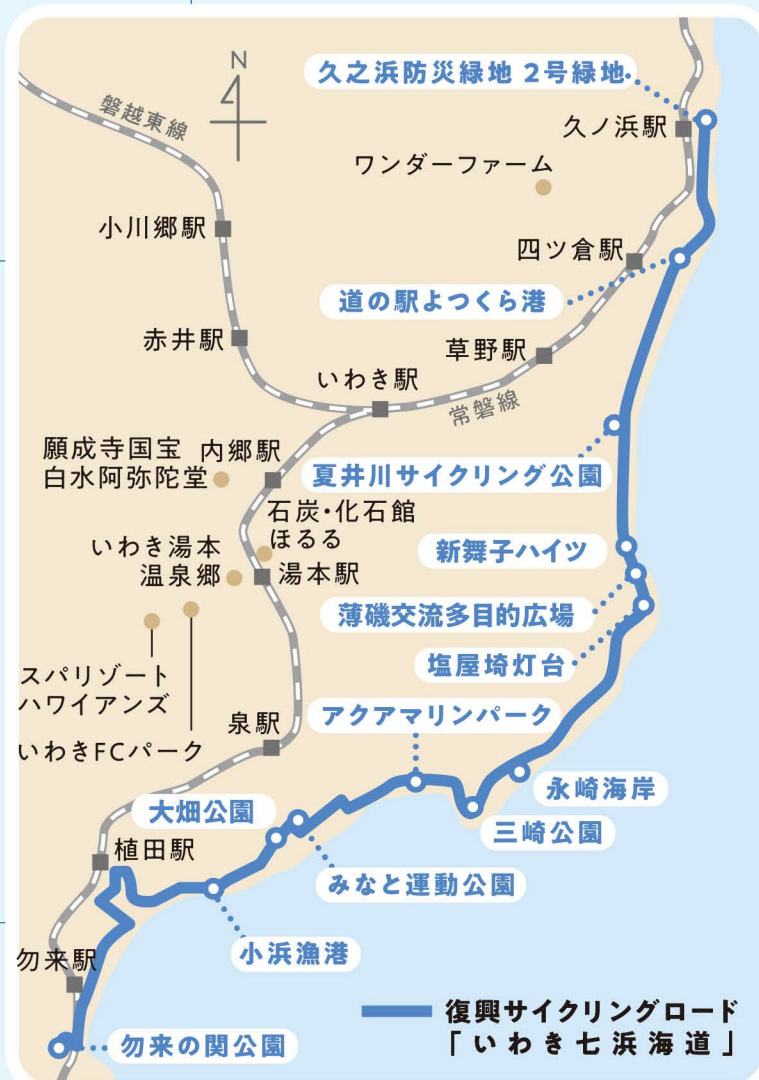 久之浜防災緑地 2号緑地
N
磐越東線
久ノ浜駅
ワンダーファーム
小川郷駅
四ツ倉駅
道の駅よつくら港
赤井駅
草野駅
いわき駅
常磐線
願成寺国宝
白水阿弥陀堂
内郷駅
夏井川サイクリング公園
石炭・化石館
ほるる
いわき湯本
温泉郷
湯本駅
新舞子ハイツ
薄磯交流多目的広場
塩屋埼灯台
スパリゾート
ハワイアンズ
アクアマリンパーク
泉駅
いわきFCパーク
永崎海岸
大畑公園
三崎公園
植田駅
みなと運動公園
小浜漁港
勿来駅
復興サイクリングロード
「いわき七浜海道」
勿来の関公園